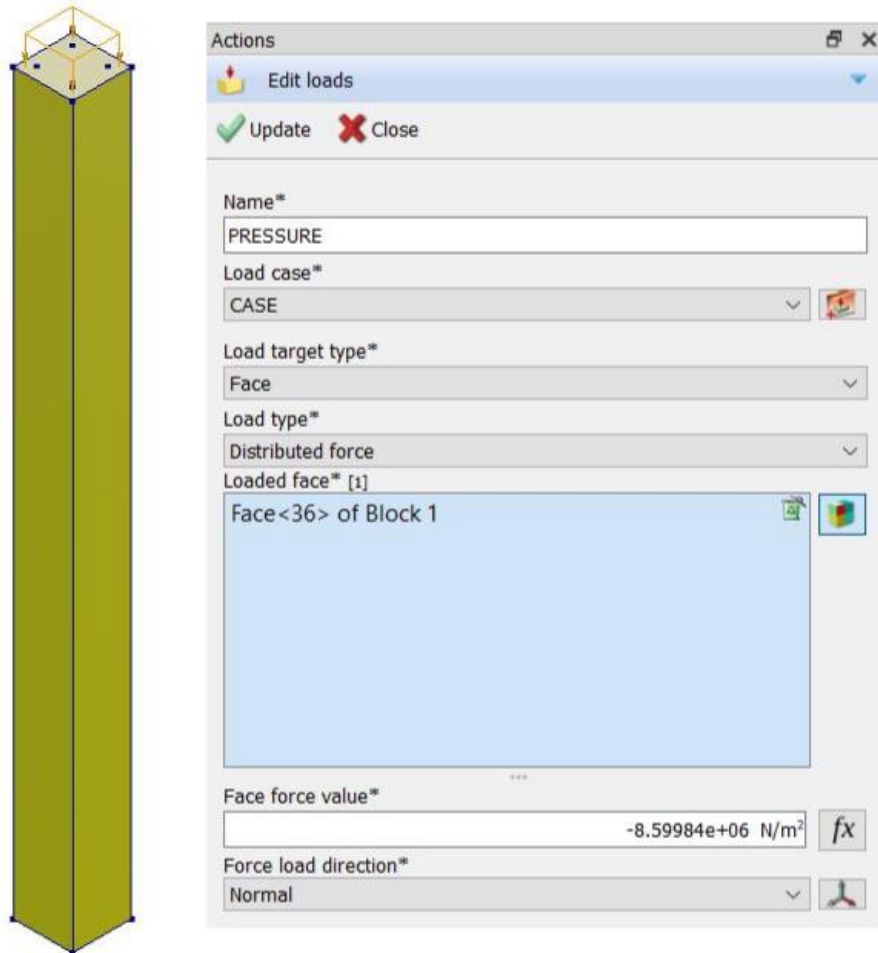 Actions
Edit loads
Update Close
Name*
PRESSURE
Load case*
CASE
Load target type*
Face
Load type*
Distributed force
Loaded face* [1]
Face<36> of Block 1
Face force value*
-8.59984e+06 N/m²
fx
Force load direction*
Normal